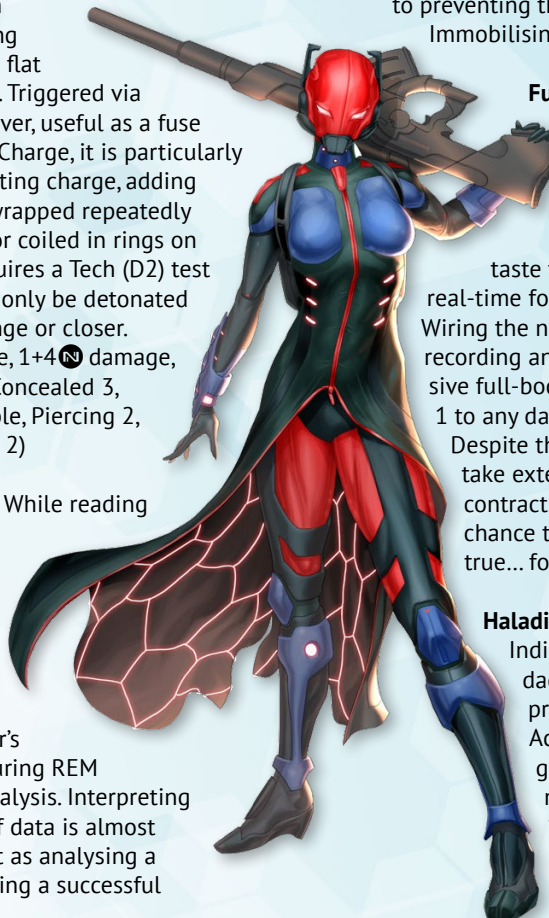 ng
flat
. Triggered via
ver, useful as a fuse
Charge, it is particularly
ting charge, adding
wrapped repeatedly
or coiled in rings on
uires a Tech (D2) test
only be detonated
nge or closer.
e, 1+4 N damage,
Concealed 3,
ble, Piercing 2,
2)
While reading
r's
uring REM
alysis. Interpreting
f data is almost
t as analysing a
ing a successful
to preventing th
Immobilisin
Fu
taste
real-time fo
Wiring the n
recording an
sive full-bod
1 to any da
Despite th
take exte
contract
chance t
true... fo
Haladi
Indi
dag
pr
Ac
g